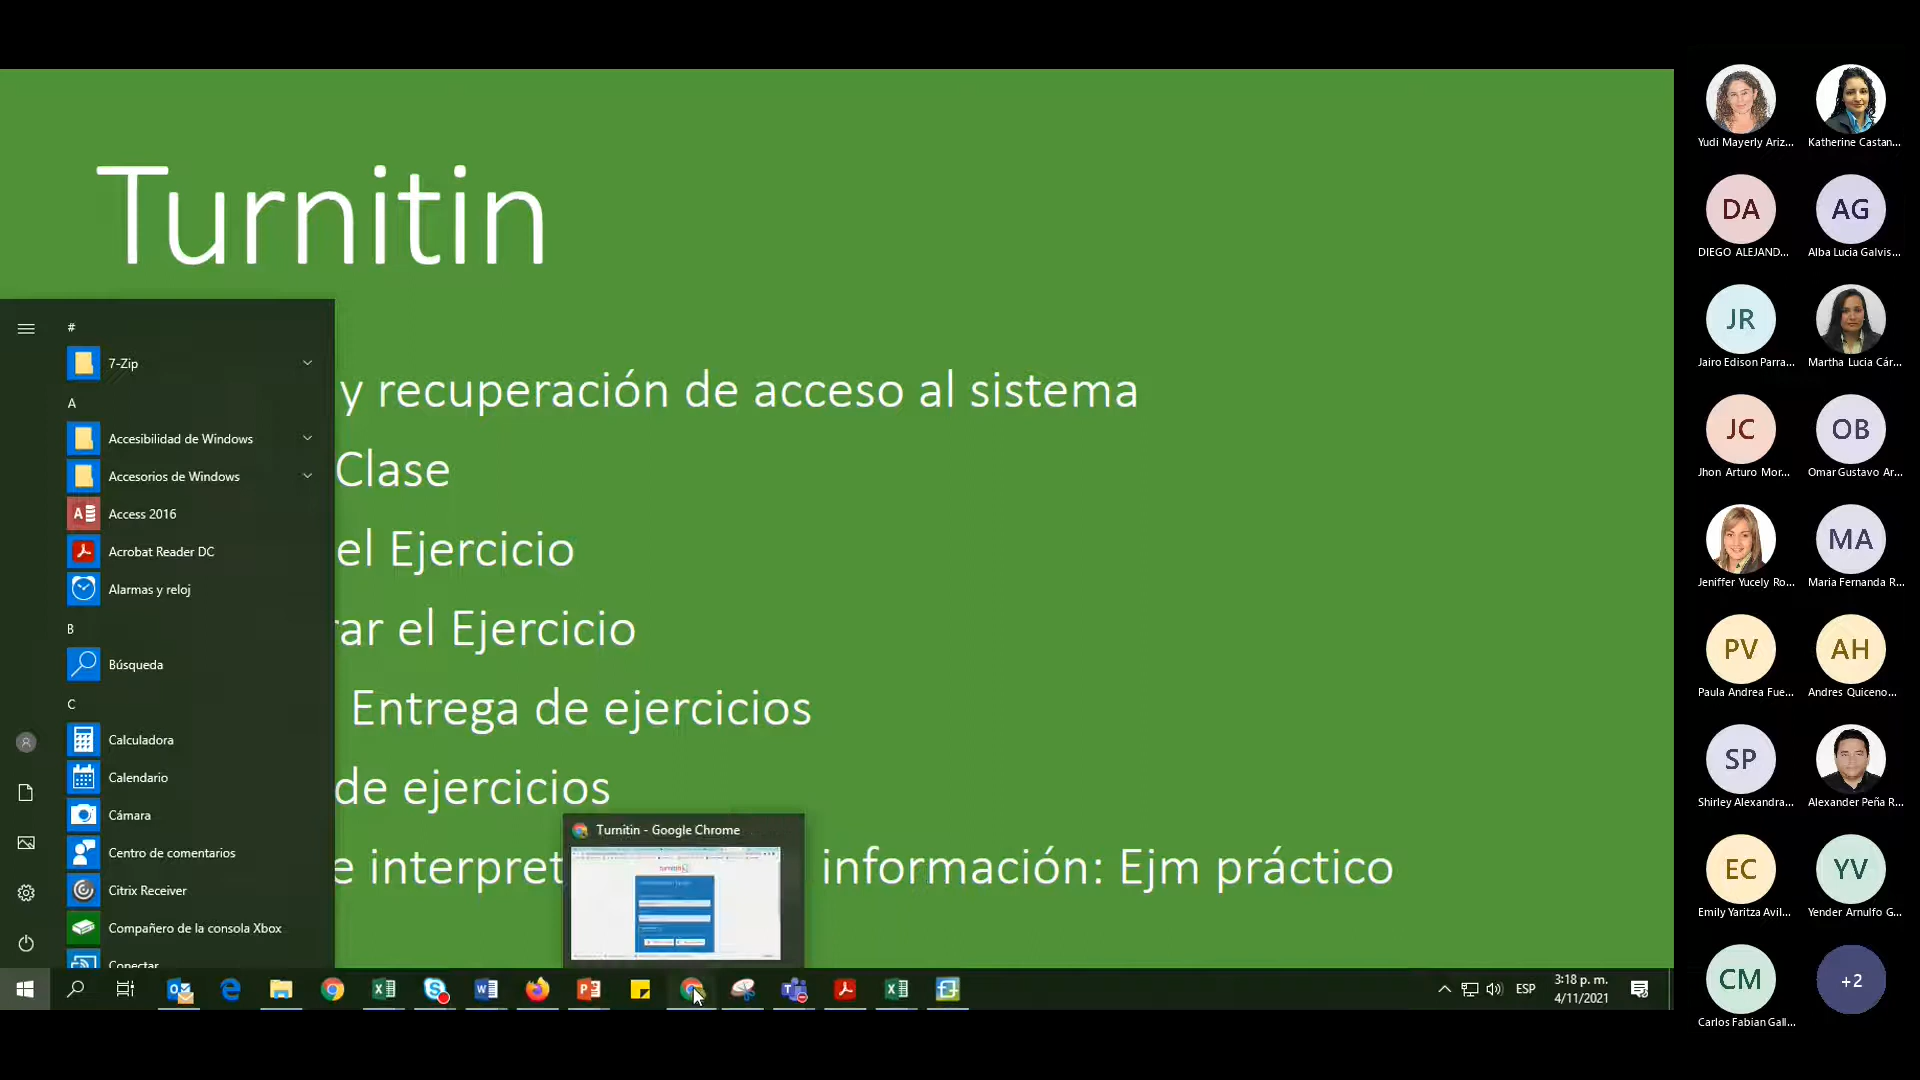 Turnitin
y recuperación de acceso al sistema
Clase
el Ejercicio
rar el Ejercicio
Entrega de ejercicios
de ejercicios
e interpret
información: Ejm práctico
#
7-Zip
A
Accesibilidad de Windows
Accesorios de Windows
Access 2016
Acrobat Reader DC
Alarmas y reloj
B
Búsqueda
C
Calculadora
Calendario
Cámara
Centro de comentarios
Citrix Receiver
Compañero de la consola Xbox
Conectar
Turnitin - Google Chrome
turnitin
ESP
3:18 p. m.
4/11/2021
Yudi Mayerly Ariz...
Katherine Castan...
DA
DIEGO ALEJAND...
AG
Alba Lucia Galvis...
JR
Jairo Edison Parra...
Martha Lucia Cár...
JC
Jhon Arturo Mor...
OB
Omar Gustavo Ar...
Jeniffer Yucely Ro...
MA
Maria Fernanda R...
PV
Paula Andrea Fue...
AH
Andres Quiceno...
SP
Shirley Alexandra...
Alexander Peña R...
EC
Emily Yaritza Avil...
YV
Yender Arnulfo G...
CM
Carlos Fabian Gall...
+2